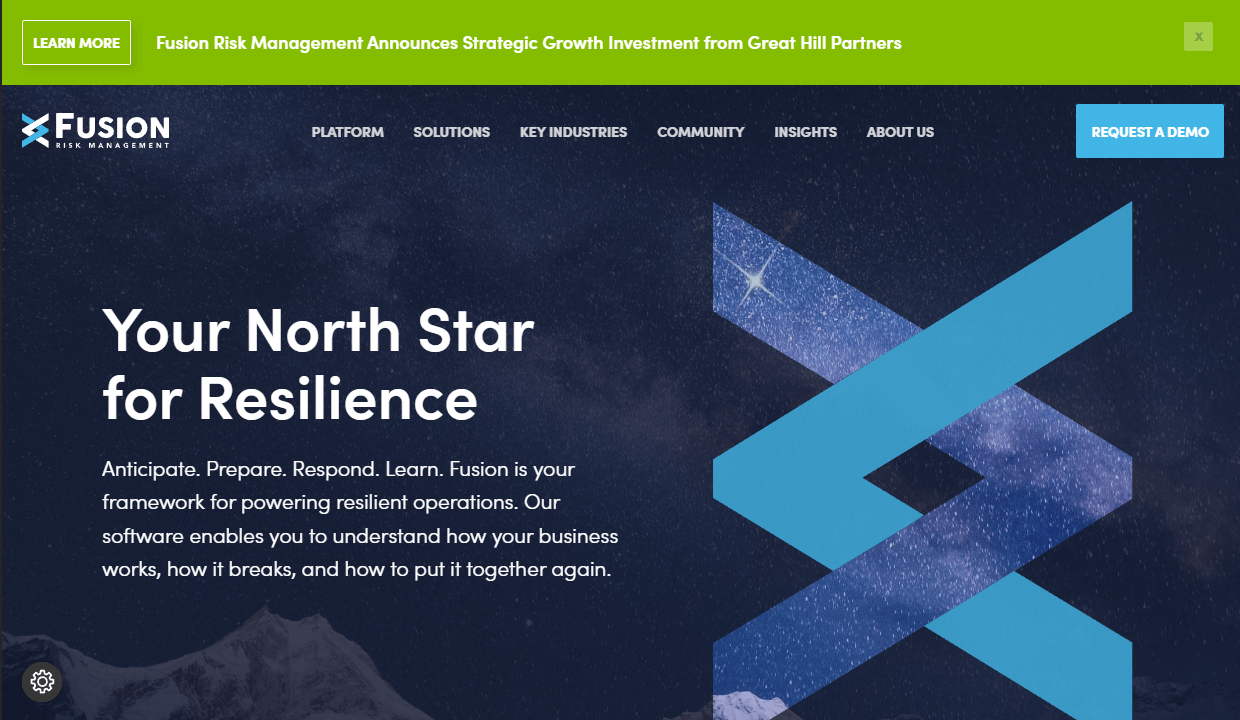 LEARN MORE
Fusion Risk Management Announces Strategic Growth Investment from Great Hill Partners
x
FUSION
RISK MANAGEMENT
PLATFORM
SOLUTIONS
KEY INDUSTRIES
COMMUNITY
INSIGHTS
ABOUT US
REQUEST A DEMO
Your North Star
for Resilience
Anticipate. Prepare. Respond. Learn. Fusion is your
framework for powering resilient operations. Our
software enables you to understand how your business
works, how it breaks, and how to put it together again.